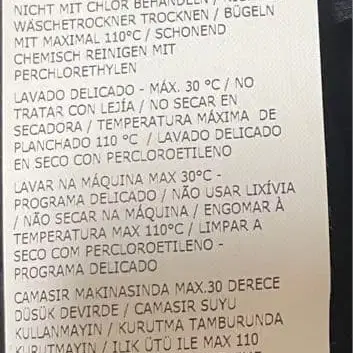 NICHT MIT CHLOR BEHANDELN /
WÄSCHETROCKNER TROCKNEN / BÜGELN
MIT MAXIMAL 110°C / SCHONEND
CHEMISCH REINIGEN MIT
PERCHLORETHYLEN
LAVADO DELICADO - MÁX. 30 °C / NO
TRATAR CON LEJÍA / NO SECAR EN
SECADORA / TEMPERATURA MÁXIMA DE
PLANCHADO 110 °C / LAVADO DELICADO
EN SECO CON PERCLOROETILENO
LAVAR NA MÁQUINA MAX 30°C -
PROGRAMA DELICADO / NÃO USAR LIXÍVIA
/ NÃO SECAR NA MÁQUINA / ENGOMAR À
TEMPERATURA MAX 110°C / LIMPAR A
SECO COM PERCLOROETILENO -
PROGRAMA DELICADO
CAMASIR MAKINASINDA MAX.30 DERECE
DÜSÜK DEVIRDE / CAMASIR SUYU
KULLANMAYIN / KURUTMA TAMBURUNDA
KURUTMAYIN / ILIK ÜTÜ ILE MAX 110